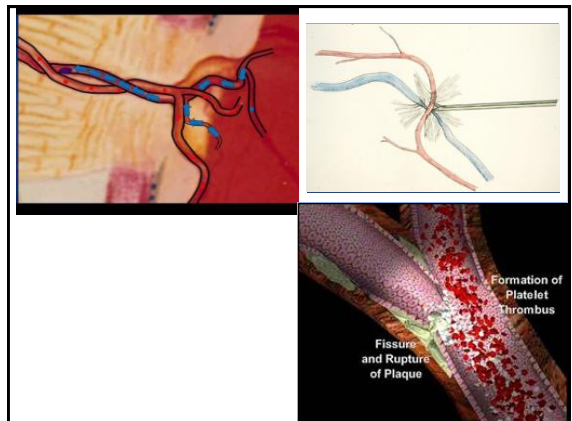 Formation of
Platelet
Thrombus
Fissure
and Rupture
of Plaque